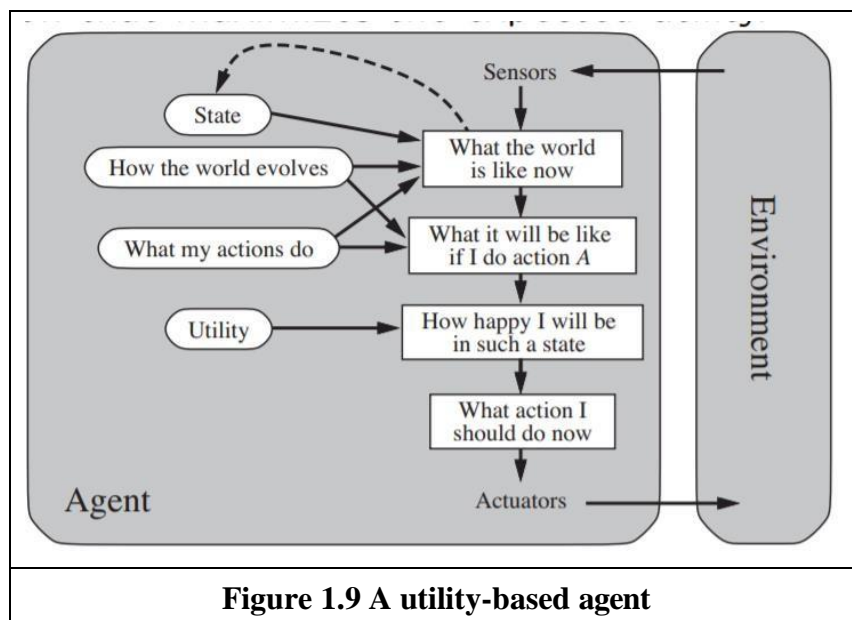 Sensors
State
What the world
is like now
How the world evolves
What it will be like
if I do action A
What my actions do
How happy I will be
in such a state
Utility
What action I
should do now
Agent
Actuators
Environment
Figure 1.9 A utility-based agent